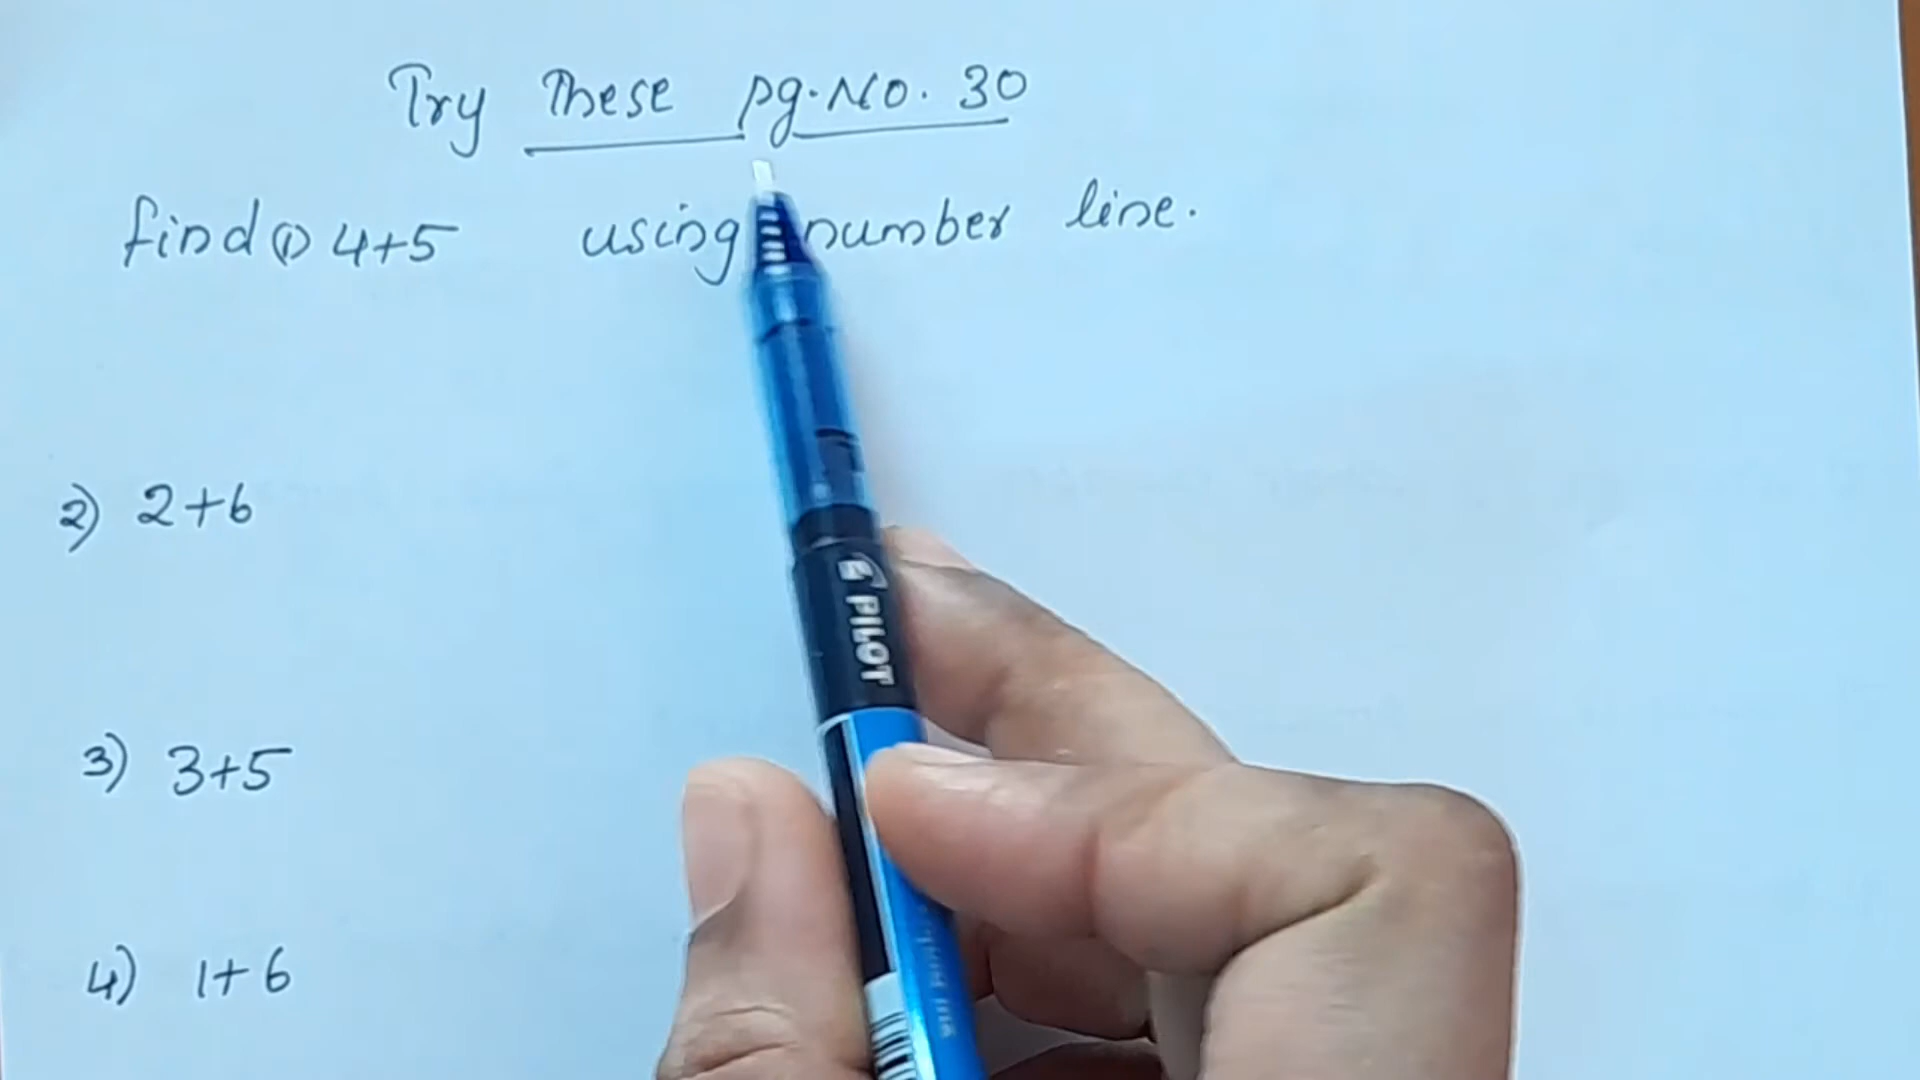 Try These pg.No. 30
find 1) 4+5 using number line.
2) 2+6
PILOT
3) 3+5
4) 1+6